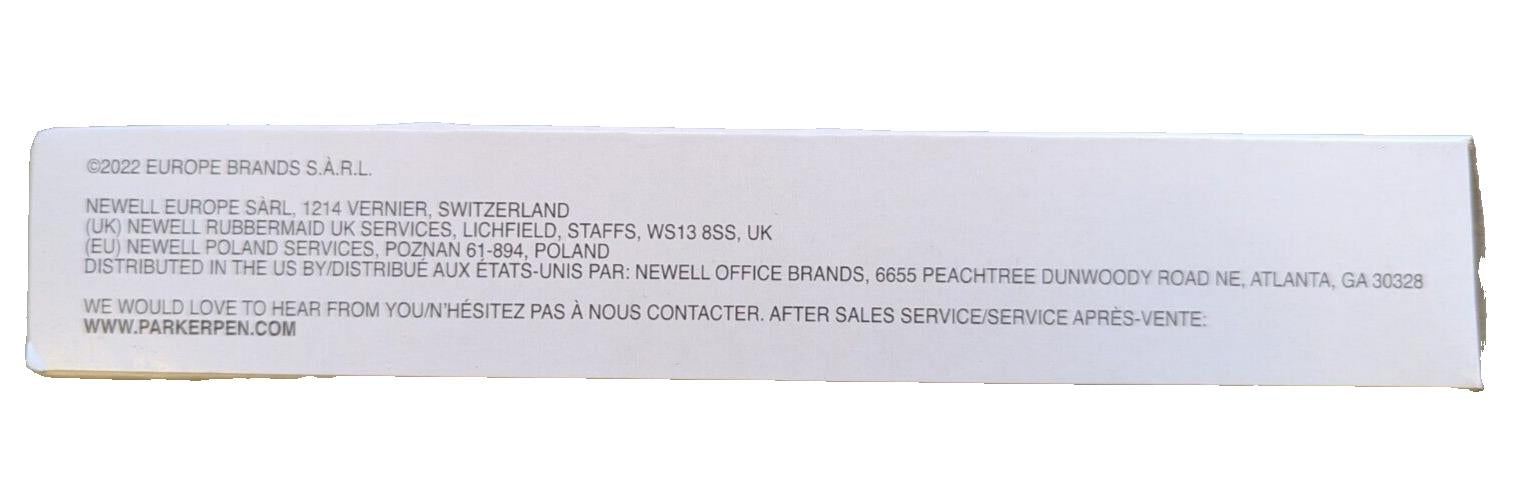 ©2022 EUROPE BRANDS S.À.R.L.
NEWELL EUROPE SÀRL, 1214 VERNIER, SWITZERLAND
(UK) NEWELL RUBBERMAID UK SERVICES, LICHFIELD, STAFFS, WS13 8SS, UK
(EU) NEWELL POLAND SERVICES, POZNAN 61-894, POLAND
DISTRIBUTED IN THE US BY/DISTRIBUÉ AUX ÉTATS-UNIS PAR: NEWELL OFFICE BRANDS, 6655 PEACHTREE DUNWOODY ROAD NE, ATLANTA, GA 30328
WE WOULD LOVE TO HEAR FROM YOU/N'HÉSITEZ PAS À NOUS CONTACTER. AFTER SALES SERVICE/SERVICE APRÈS-VENTE:
WWW.PARKERPEN.COM